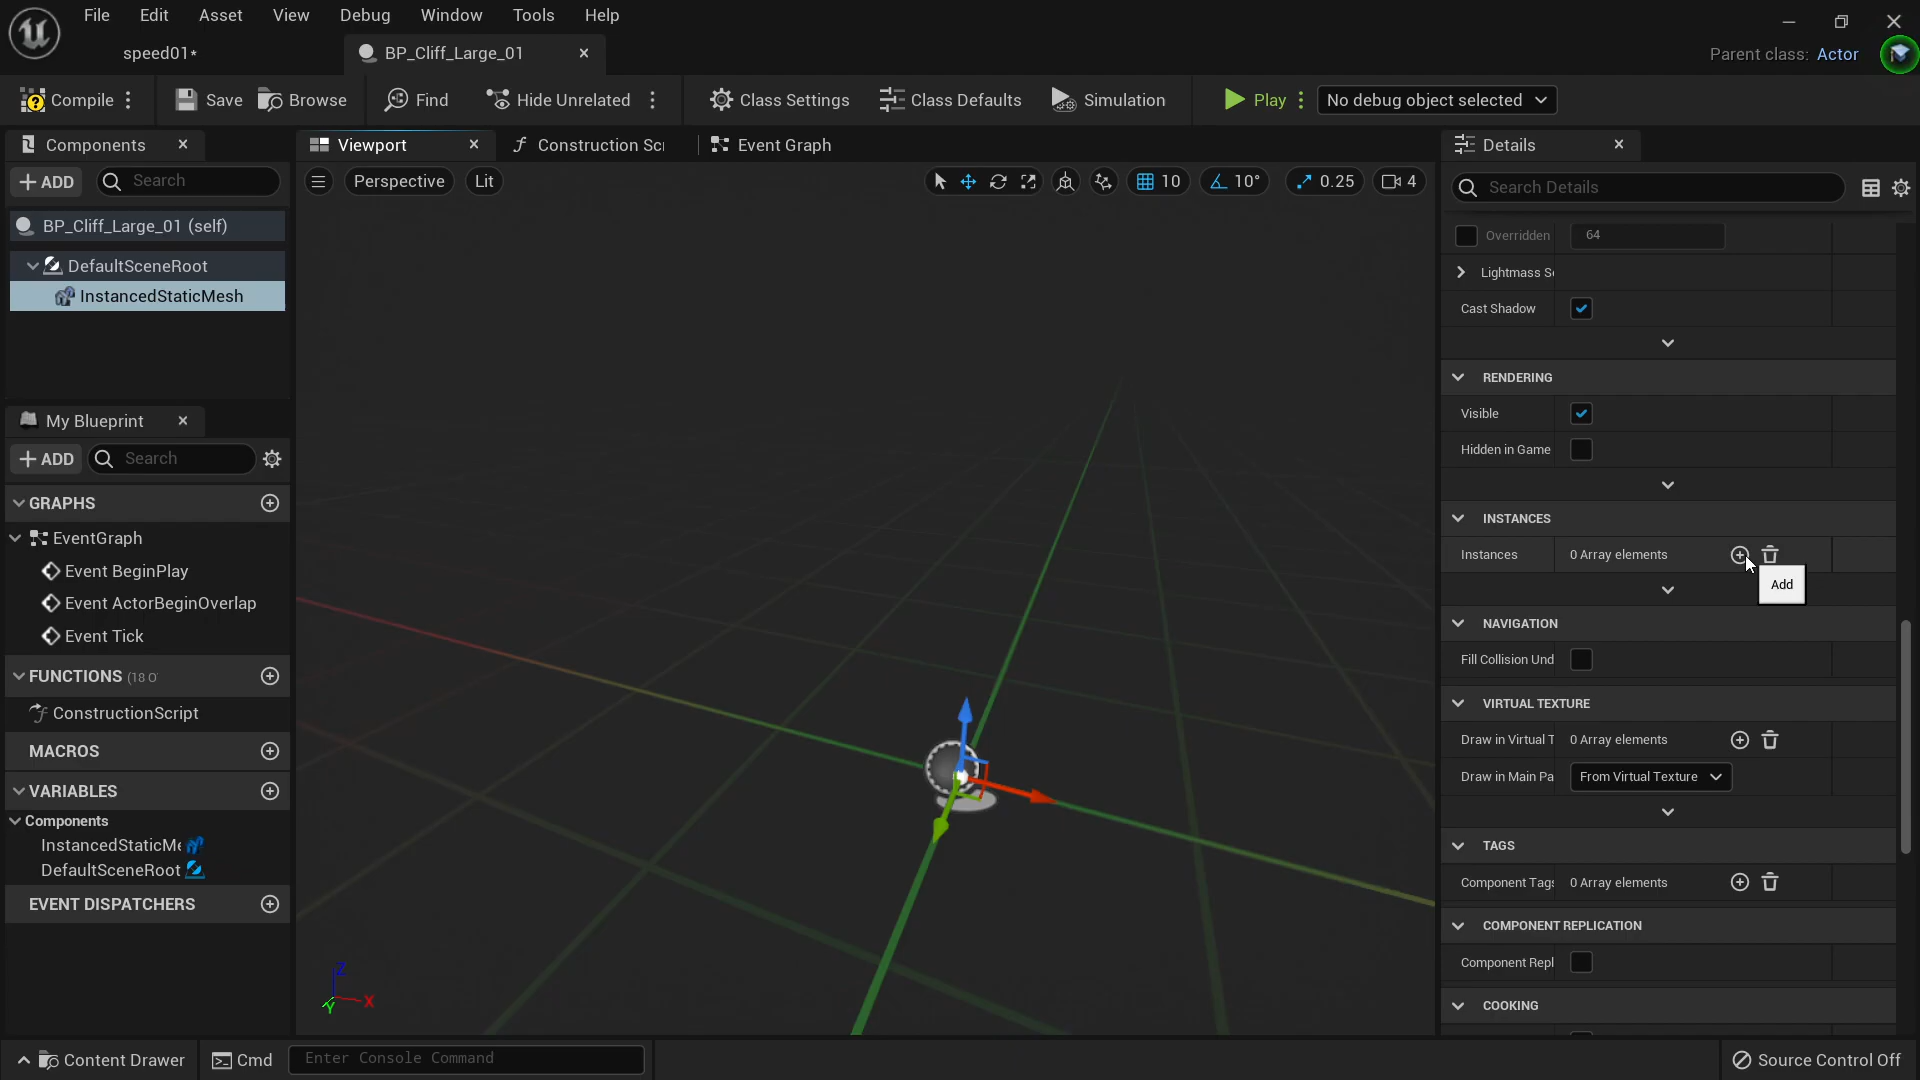 File Edit Asset View Debug Window Tools Help
speed01*
BP_Cliff_Large_01
Parent class: Actor
Compile Save Browse Find Hide Unrelated Class Settings Class Defaults Simulation Play No debug object selected
Components
ADD Search
BP_Cliff_Large_01 (self)
DefaultSceneRoot
InstancedStaticMesh
My Blueprint
ADD Search
GRAPHS
EventGraph
Event BeginPlay
Event ActorBeginOverlap
Event Tick
FUNCTIONS (18 O
ConstructionScript
MACROS
VARIABLES
Components
InstancedStaticMe
DefaultSceneRoot
EVENT DISPATCHERS
Viewport Construction Scr Event Graph
Perspective Lit 10 10° 0.25 4
Z
X
Y
Details
Search Details
Overridden 64
Lightmass Se
Cast Shadow
RENDERING
Visible
Hidden in Game
INSTANCES
Instances 0 Array elements
Add
NAVIGATION
Fill Collision Und
VIRTUAL TEXTURE
Draw in Virtual T 0 Array elements
Draw in Main Pa From Virtual Texture
TAGS
Component Tags 0 Array elements
COMPONENT REPLICATION
Component Repl
COOKING
Content Drawer Cmd Enter Console Command Source Control Off